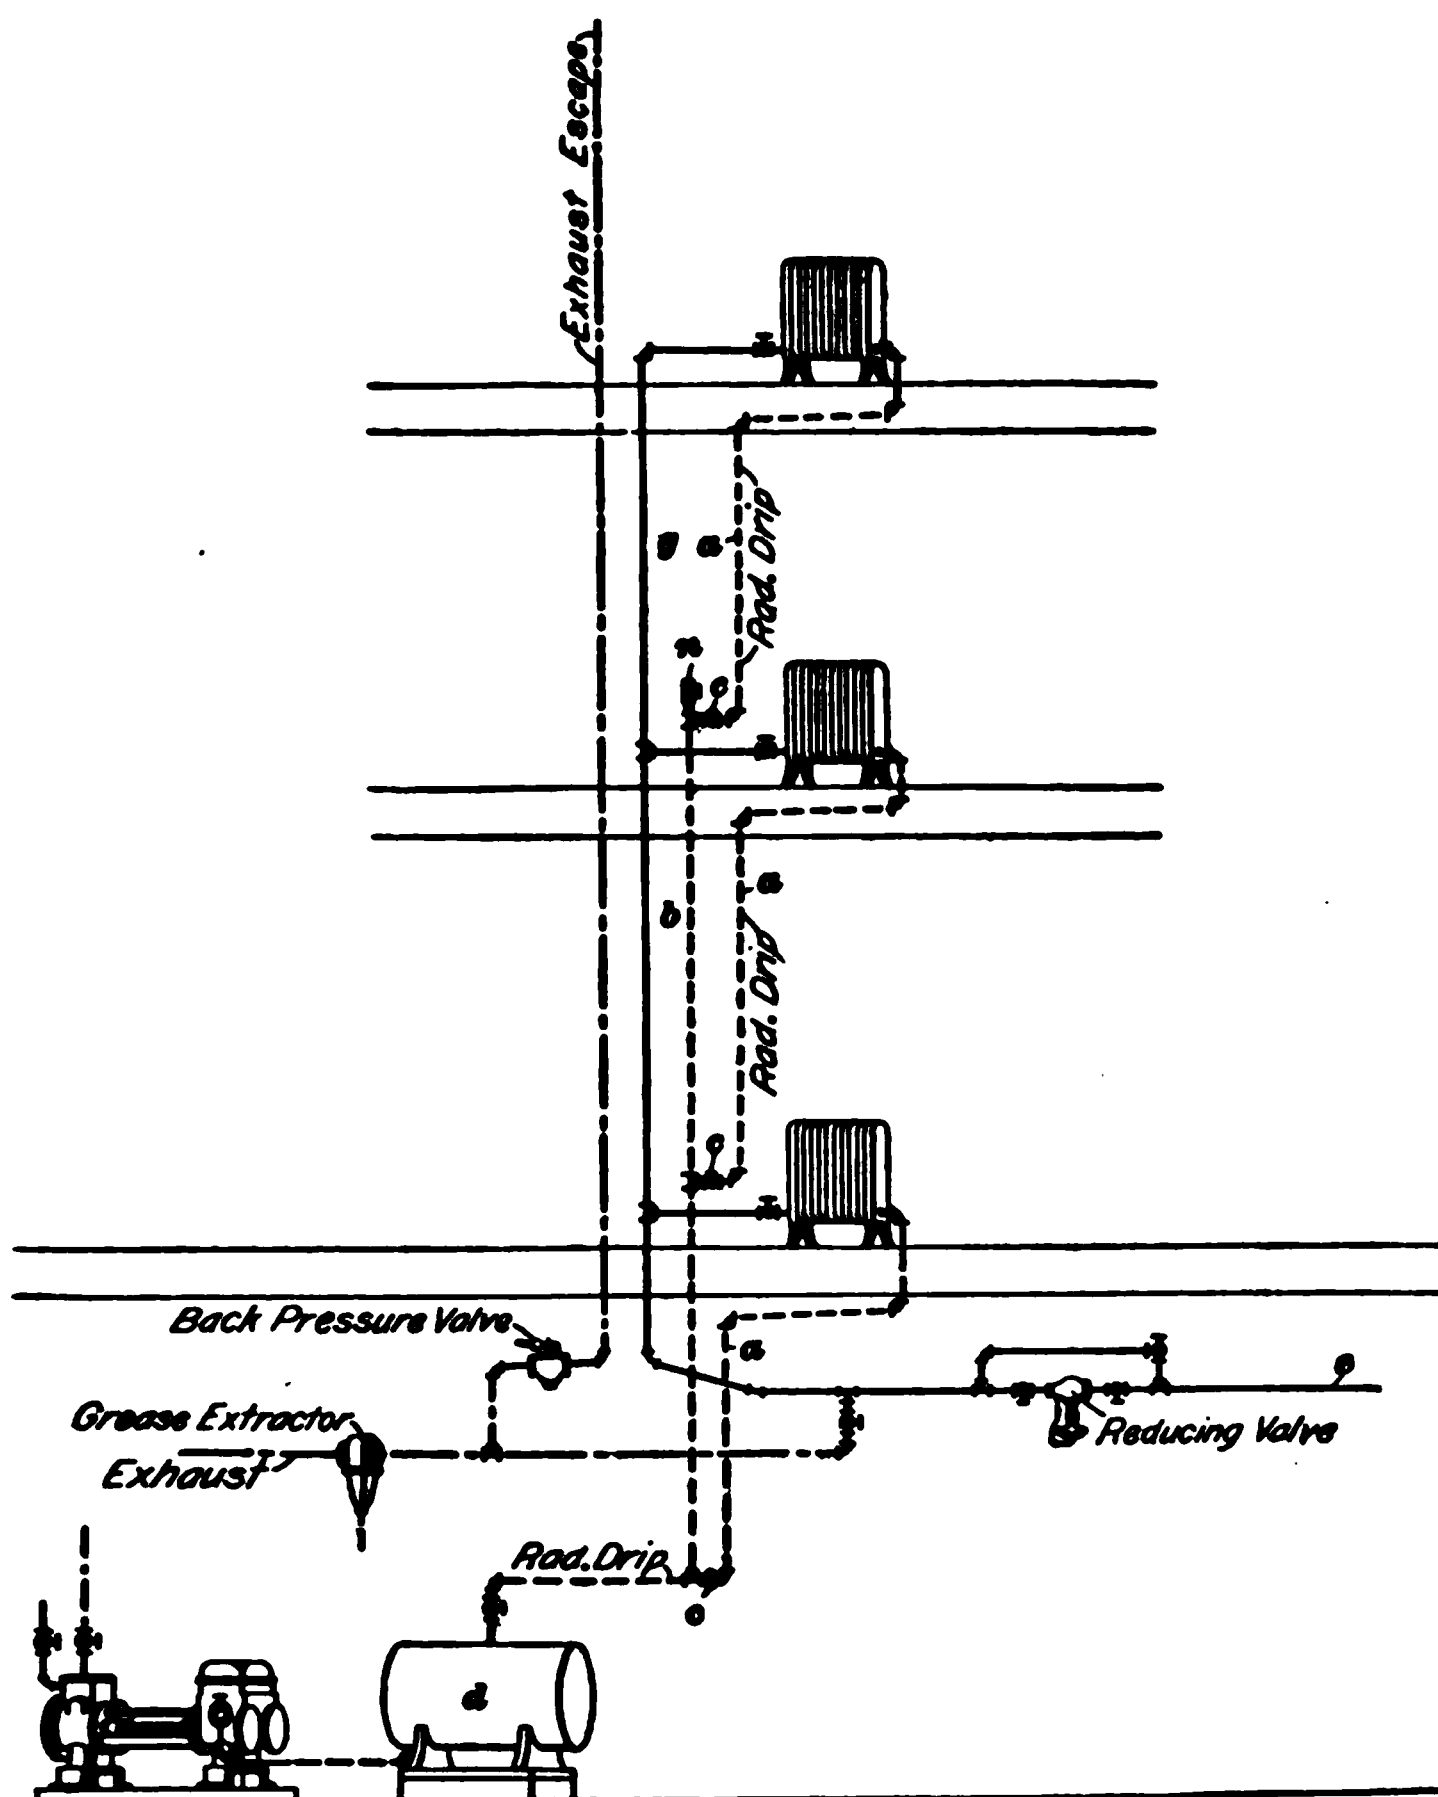 Exhaust Escape
g a
Rad. Drip
n
c
a
b
Rad. Drip
c
Back Pressure Valve
a
e
Grease Extractor
Reducing Valve
Exhaust
Rad. Drip
c
d